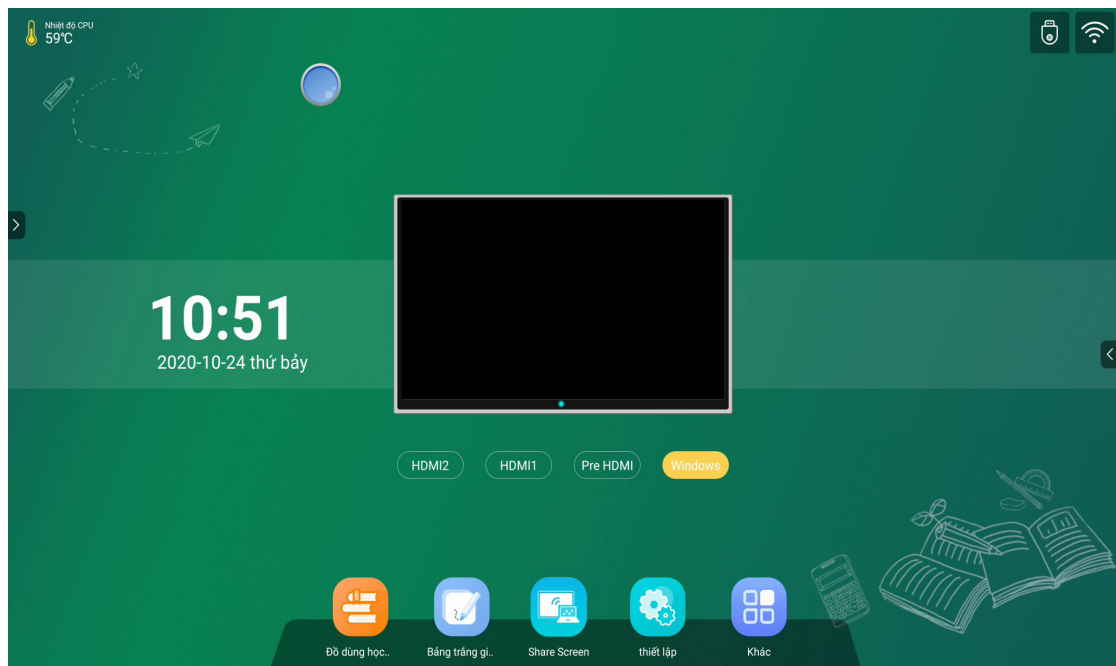 Nhiệt độ CPU
59°C
10:51
2020-10-24 thứ bảy
HDMI2
HDMI1
Pre HDMI
Windows
Đồ dùng học..
Bảng trắng gi..
Share Screen
thiết lập
Khác